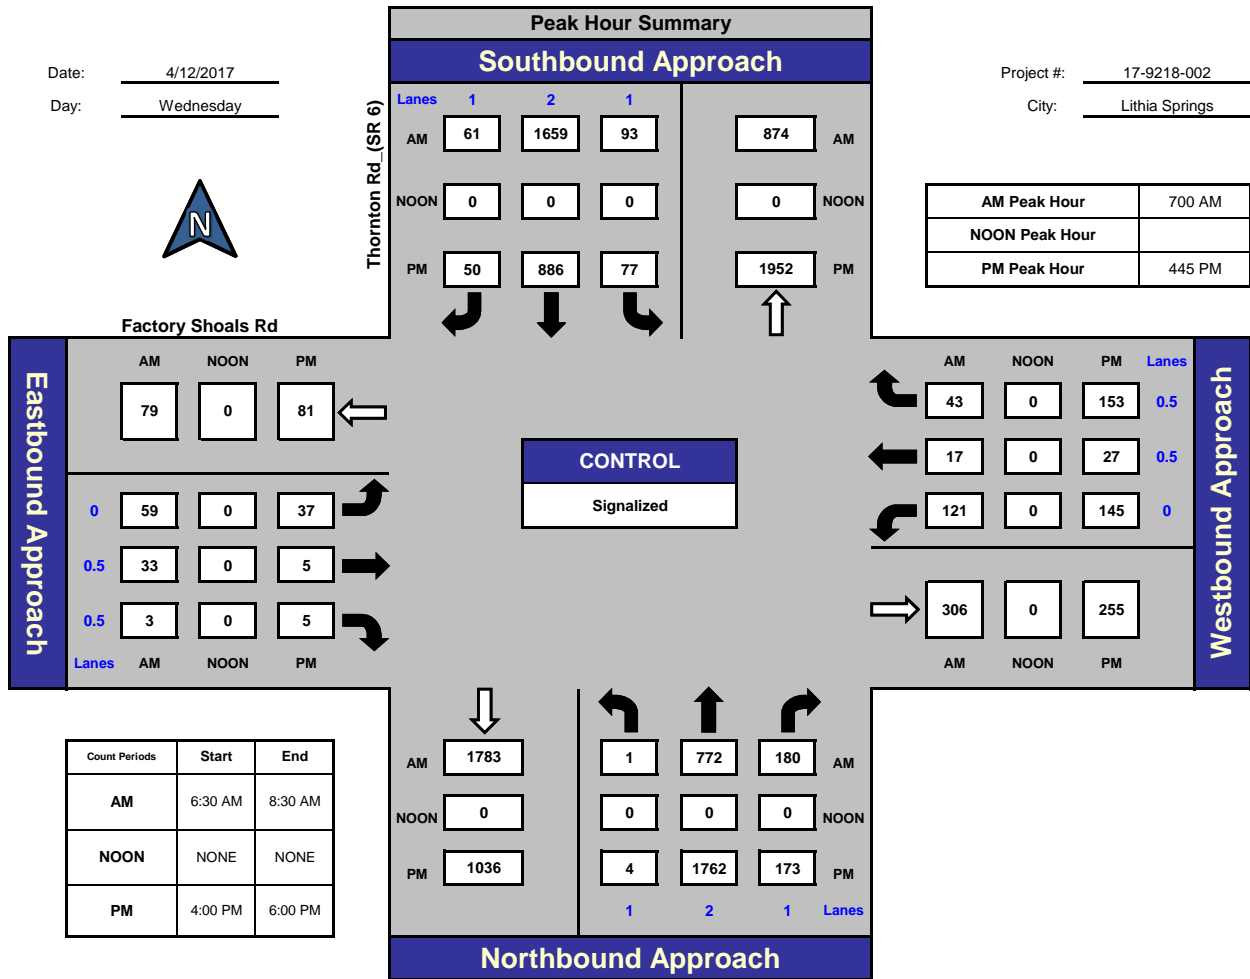 Peak Hour Summary
Southbound Approach
Date: 4/12/2017
Day: Wednesday
Project #: 17-9218-002
City: Lithia Springs
Thornton Rd_(SR 6)
Lanes 1 2 1
AM 61 1659 93 874 AM
NOON 0 0 0 0 NOON
PM 50 886 77 1952 PM
N
AM Peak Hour 700 AM
NOON Peak Hour
PM Peak Hour 445 PM
Factory Shoals Rd
Eastbound Approach
AM NOON PM
79 0 81
0 59 0 37
0.5 33 0 5
0.5 3 0 5
Lanes AM NOON PM
CONTROL
Signalized
AM NOON PM Lanes
43 0 153 0.5
17 0 27 0.5
121 0 145 0
306 0 255
AM NOON PM
Westbound Approach
Count Periods Start End
AM 6:30 AM 8:30 AM
NOON NONE NONE
PM 4:00 PM 6:00 PM
AM 1783 1 772 180 AM
NOON 0 0 0 0 NOON
PM 1036 4 1762 173 PM
1 2 1 Lanes
Northbound Approach